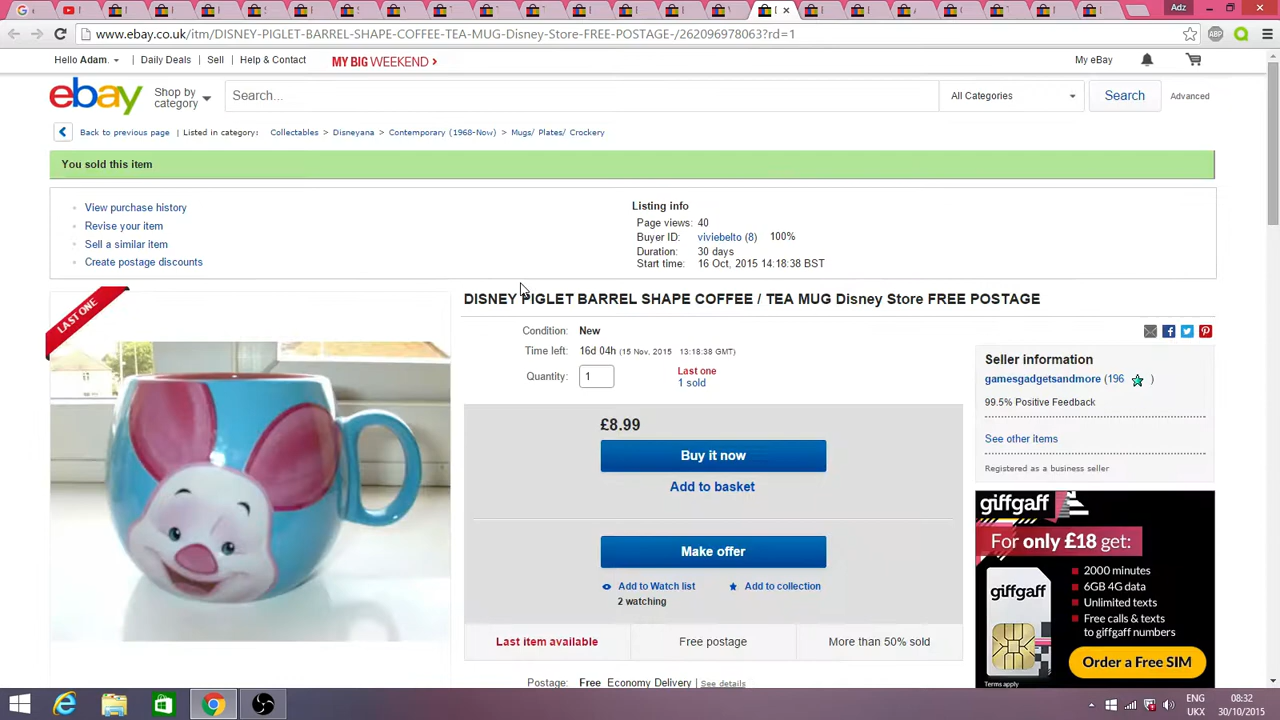 Adz
www.ebay.co.uk/itm/DISNEY-PIGLET-BARREL-SHAPE-COFFEE-TEA-MUG-Disney-Store-FREE-POSTAGE-/262096978063?rd=1
ABP
Hello Adam. Daily Deals | Sell | Help & Contact MY BIG WEEKEND My eBay
ebay Shop by category Search... All Categories Search Advanced
Back to previous page | Listed in category: Collectables > Disneyana > Contemporary (1968-Now) > Mugs/ Plates/ Crockery
You sold this item
View purchase history
Revise your item
Sell a similar item
Create postage discounts
Listing info
Page views: 40
Buyer ID: viviebelto (8) 100%
Duration: 30 days
Start time: 16 Oct, 2015 14:18:38 BST
LAST ONE
DISNEY PIGLET BARREL SHAPE COFFEE / TEA MUG Disney Store FREE POSTAGE
Condition: New
Time left: 16d 04h (15 Nov, 2015 13:18:38 GMT)
Quantity: 1 Last one
1 sold
£8.99
Buy it now
Add to basket
Make offer
Add to Watch list Add to collection
2 watching
Last item available Free postage More than 50% sold
Postage: Free Economy Delivery | See details
Seller information
gamesgadgetsandmore (196 )
99.5% Positive Feedback
See other items
Registered as a business seller
giffgaff
For only £18 get:
2000 minutes
6GB 4G data
Unlimited texts
Free calls & texts
to giffgaff numbers
giffgaff
Order a Free SIM
Terms apply
ENG 08:32
UKX 30/10/2015